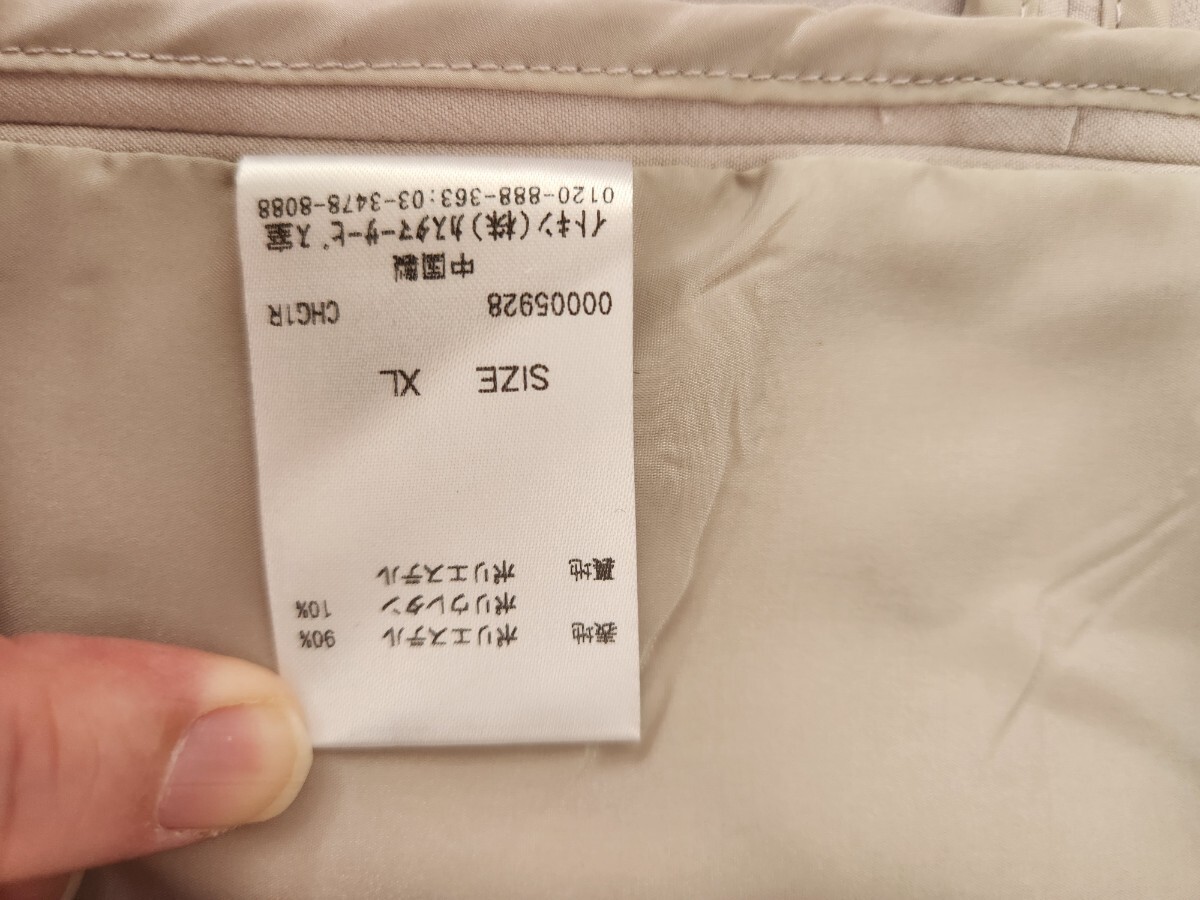 表地 ポリエステル 90%
ポリウレタン 10%
裏地 ポリエステル
SIZE XL
00005928 CHG1R
中国製
イトキン(株)カスタマーサービス室
0120-888-363:03-3478-8088